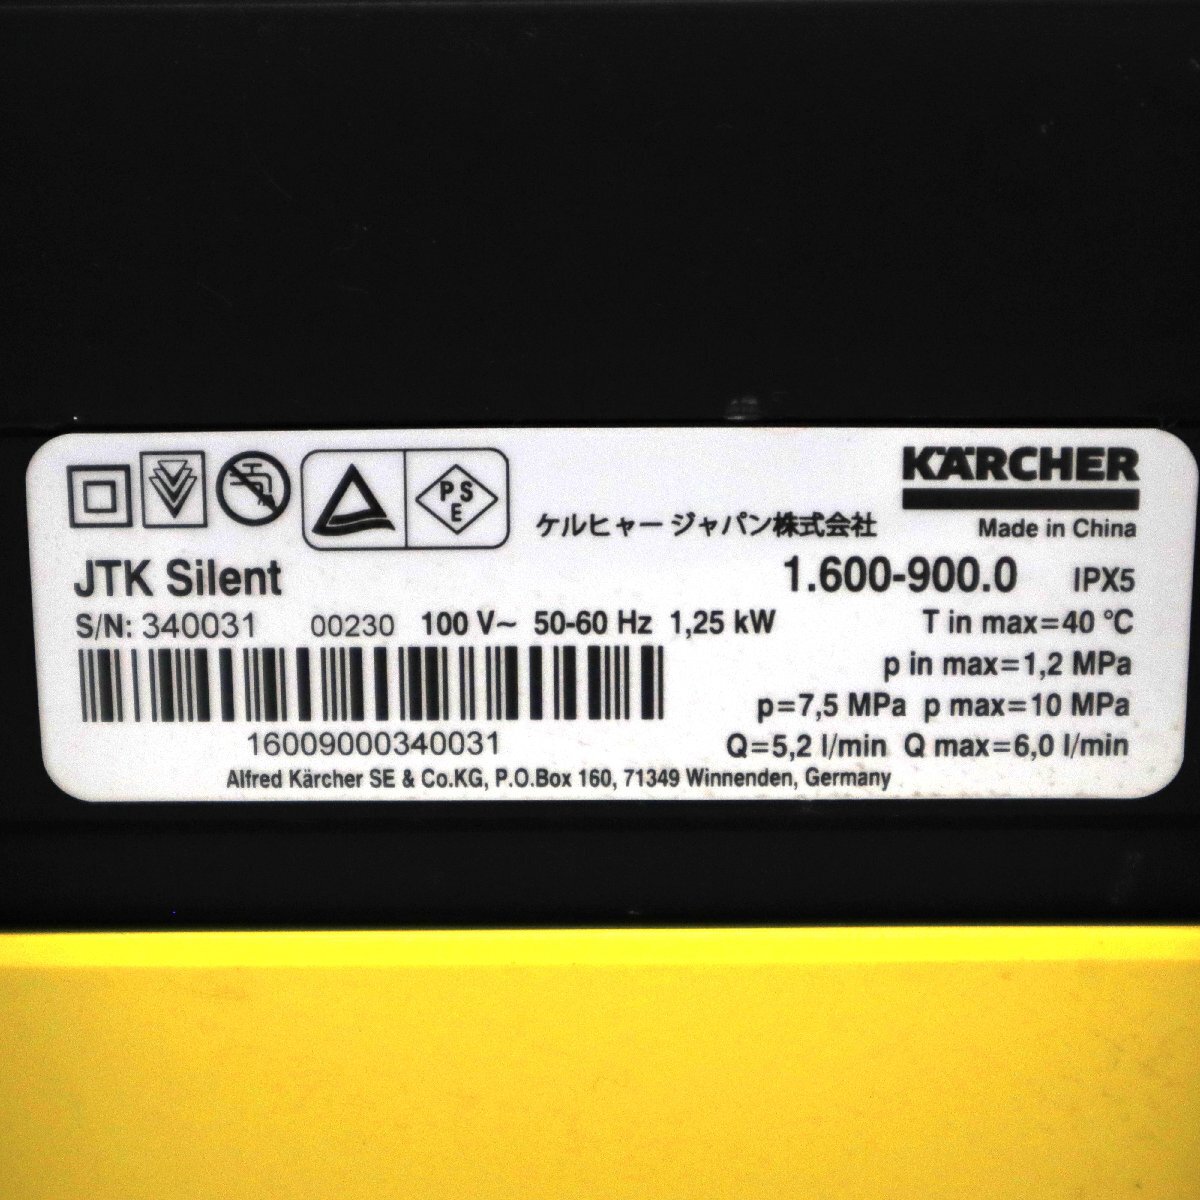 PSE
ケルヒャー ジャパン株式会社
KÄRCHER
Made in China
JTK Silent
1.600-900.0 IPX5
S/N: 340031 00230 100 V~ 50-60 Hz 1,25 kW
T in max=40 °C
p in max=1,2 MPa
p=7,5 MPa p max=10 MPa
16009000340031
Q=5,2 l/min Q max=6,0 l/min
Alfred Kärcher SE & Co.KG, P.O.Box 160, 71349 Winnenden, Germany